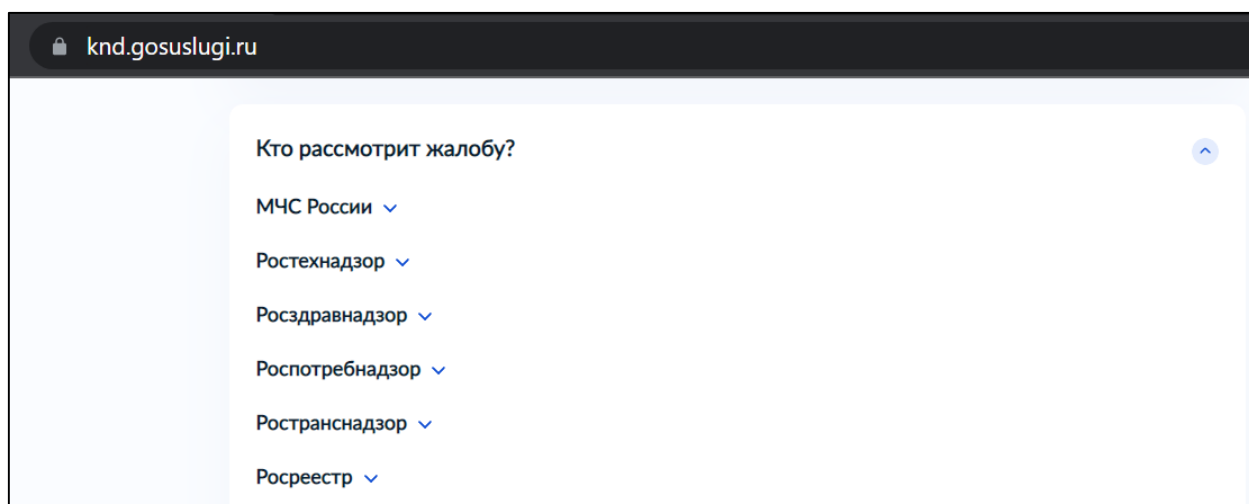 knd.gosuslugi.ru
Кто рассмотрит жалобу?
МЧС России
Ростехнадзор
Росздравнадзор
Роспотребнадзор
Ространснадзор
Росреестр